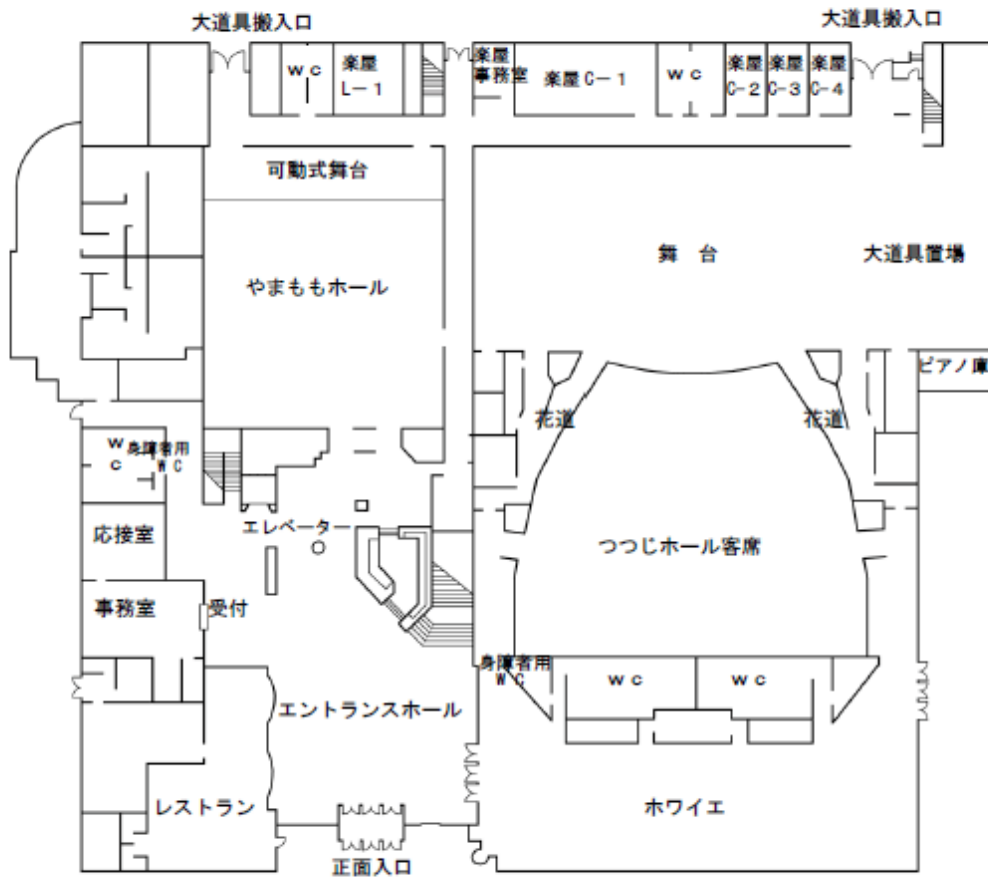 大道具搬入口
大道具搬入口
ＷＣ
楽屋
Ｌ－１
楽屋
事務室
楽屋Ｃ－１
ＷＣ
楽屋
Ｃ－２
楽屋
Ｃ－３
楽屋
Ｃ－４
可動式舞台
舞　台
大道具置場
やまももホール
ピアノ庫
花道
花道
ＷＣ
身障者用
ＷＣ
応接室
エレベーター
つつじホール客席
事務室
受付
身障者用
ＷＣ
ＷＣ
ＷＣ
エントランスホール
レストラン
ホワイエ
正面入口